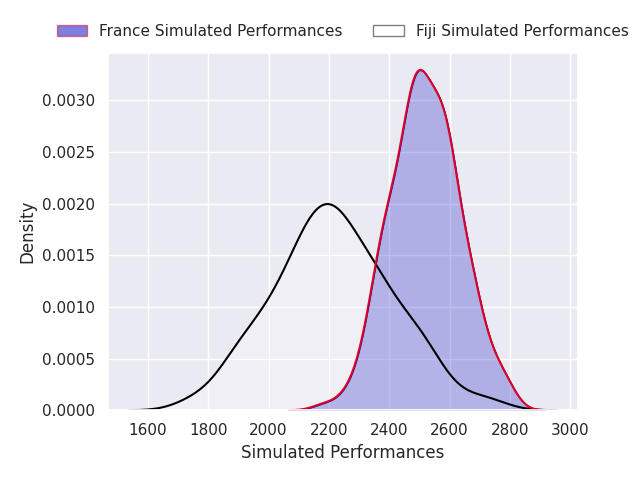 France Simulated Performances Fiji Simulated Performances
0.0030
0.0025
0.0020
0.0015
0.0010
0.0005
0.0000
Density
1600 1800 2000 2200 2400 2600 2800 3000
Simulated Performances